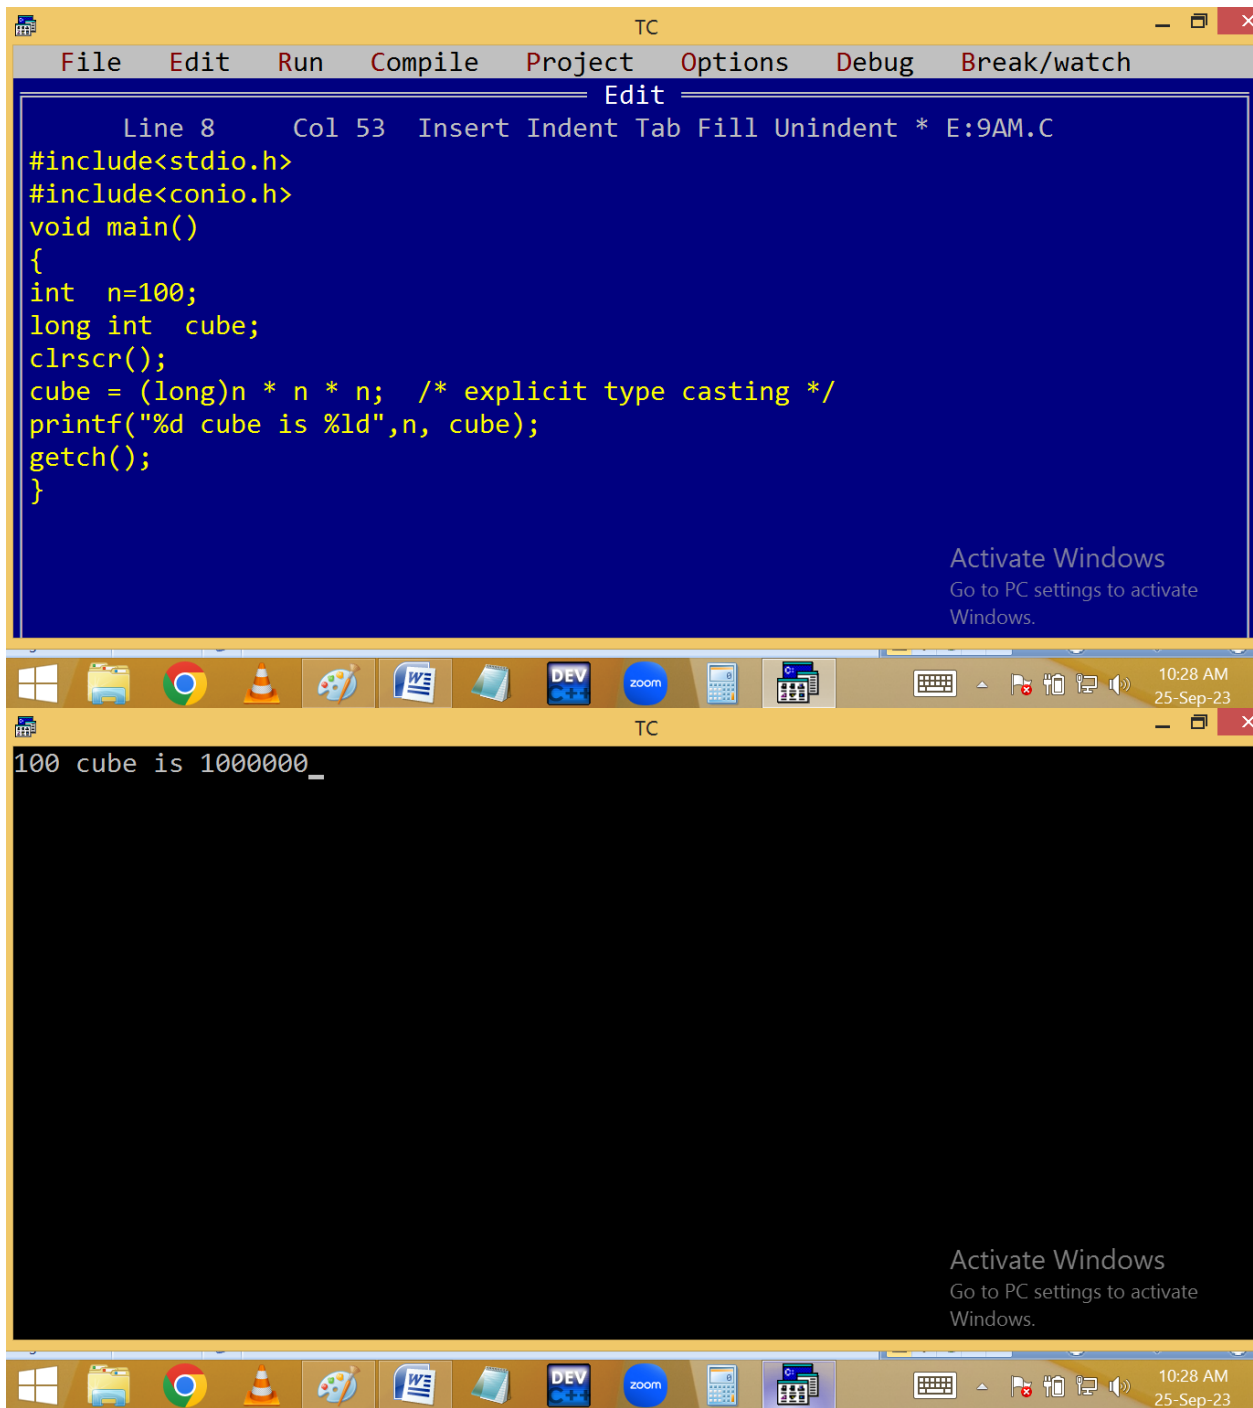 TC
File Edit Run Compile Project Options Debug Break/watch
Edit
Line 8 Col 53 Insert Indent Tab Fill Unindent * E:9AM.C
#include<stdio.h>
#include<conio.h>
void main()
{
int  n=100;
long int  cube;
clrscr();
cube = (long)n * n * n;  /* explicit type casting */
printf("%d cube is %ld",n, cube);
getch();
}
Activate Windows
Go to PC settings to activate
Windows.
DEV C++ zoom 10:28 AM
25-Sep-23
TC
100 cube is 1000000_
Activate Windows
Go to PC settings to activate
Windows.
DEV C++ zoom 10:28 AM
25-Sep-23